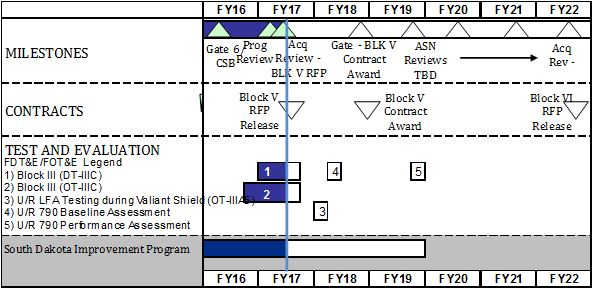 FY16 FY17 FY18 FY19 FY20 FY21 FY22
MILESTONES
Gate 6/
CSB
Prog
Review
Acq
Review -
BLK V RFP
Gate - BLK V
Contract
Award
ASN
Reviews
TBD
Acq
Rev -
CONTRACTS
Block V
RFP
Release
Block V
Contract
Award
Block VI
RFP
Release
TEST AND EVALUATION
FDT&E/FOT&E Legend
1) Block III (DT-IIIC)
2) Block III (OT-IIIC)
3) U/R LFA Testing during Valiant Shield (OT-IIIA5)
4) U/R 790 Baseline Assessment
5) U/R 790 Performance Assessment
1
4
5
2
3
South Dakota Improvement Program
FY16 FY17 FY18 FY19 FY20 FY21 FY22